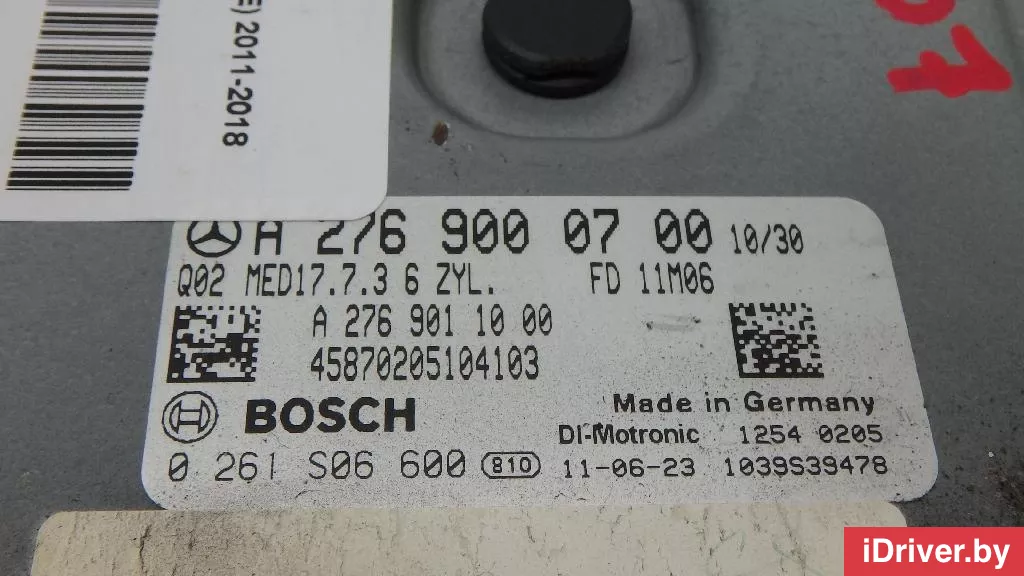 E) 2011-2018
07
A 276 900 07 00 10/30
Q02 MED17.7.3 6 ZYL. FD 11M06
A 276 901 10 00
45870205104103
BOSCH
Made in Germany
DI-Motronic 1254 0205
0 261 S06 600 810 11-06-23 1039S39478
iDriver.by